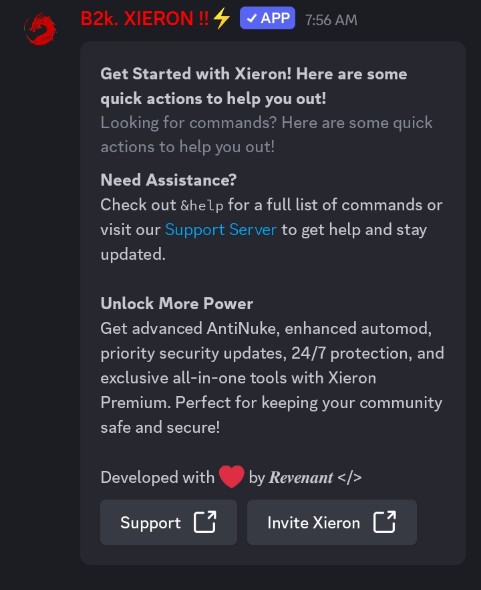 B2k. XIERON !!⚡ ✓ APP 7:56 AM
Get Started with Xieron! Here are some
quick actions to help you out!
Looking for commands? Here are some quick
actions to help you out!
Need Assistance?
Check out &help for a full list of commands or
visit our Support Server to get help and stay
updated.
Unlock More Power
Get advanced AntiNuke, enhanced automod,
priority security updates, 24/7 protection, and
exclusive all-in-one tools with Xieron
Premium. Perfect for keeping your community
safe and secure!
Developed with ❤️ by Revenant </>
Support
Invite Xieron